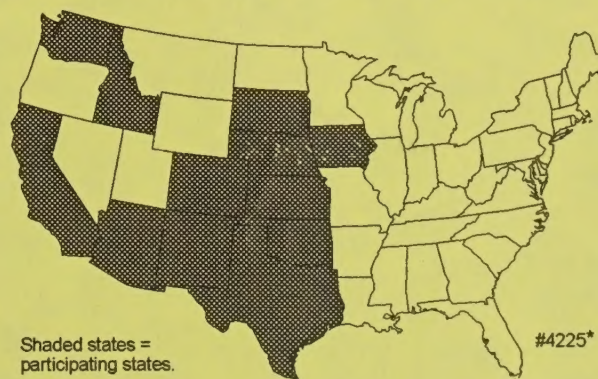 Shaded states =
participating states.
#4225*